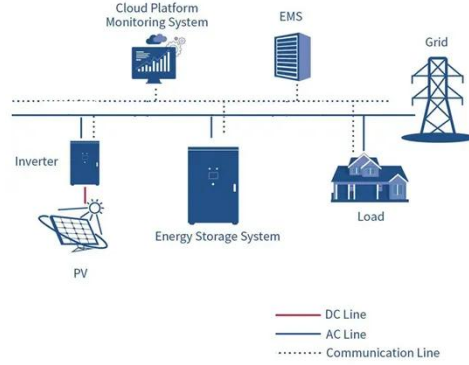 Cloud Platform
Monitoring System
EMS
Grid
Inverter
Energy Storage System
Load
PV
DC Line
AC Line
Communication Line